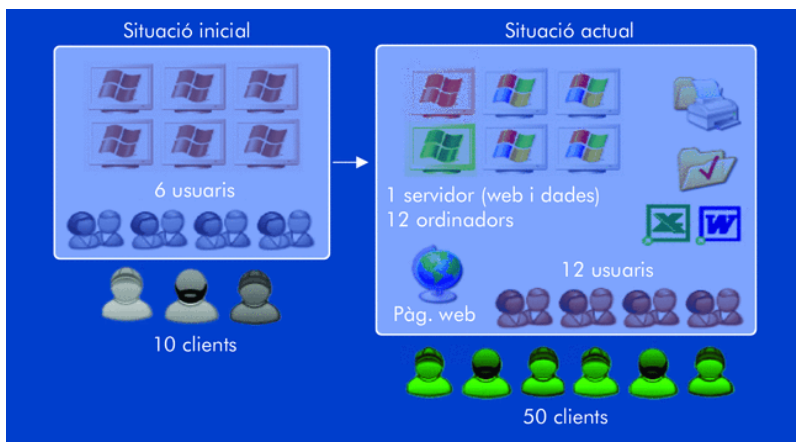 Situació inicial
6 usuaris
10 clients
Situació actual
1 servidor (web i dades)
12 ordinadors
X
W
12 usuaris
Pàg. web
50 clients